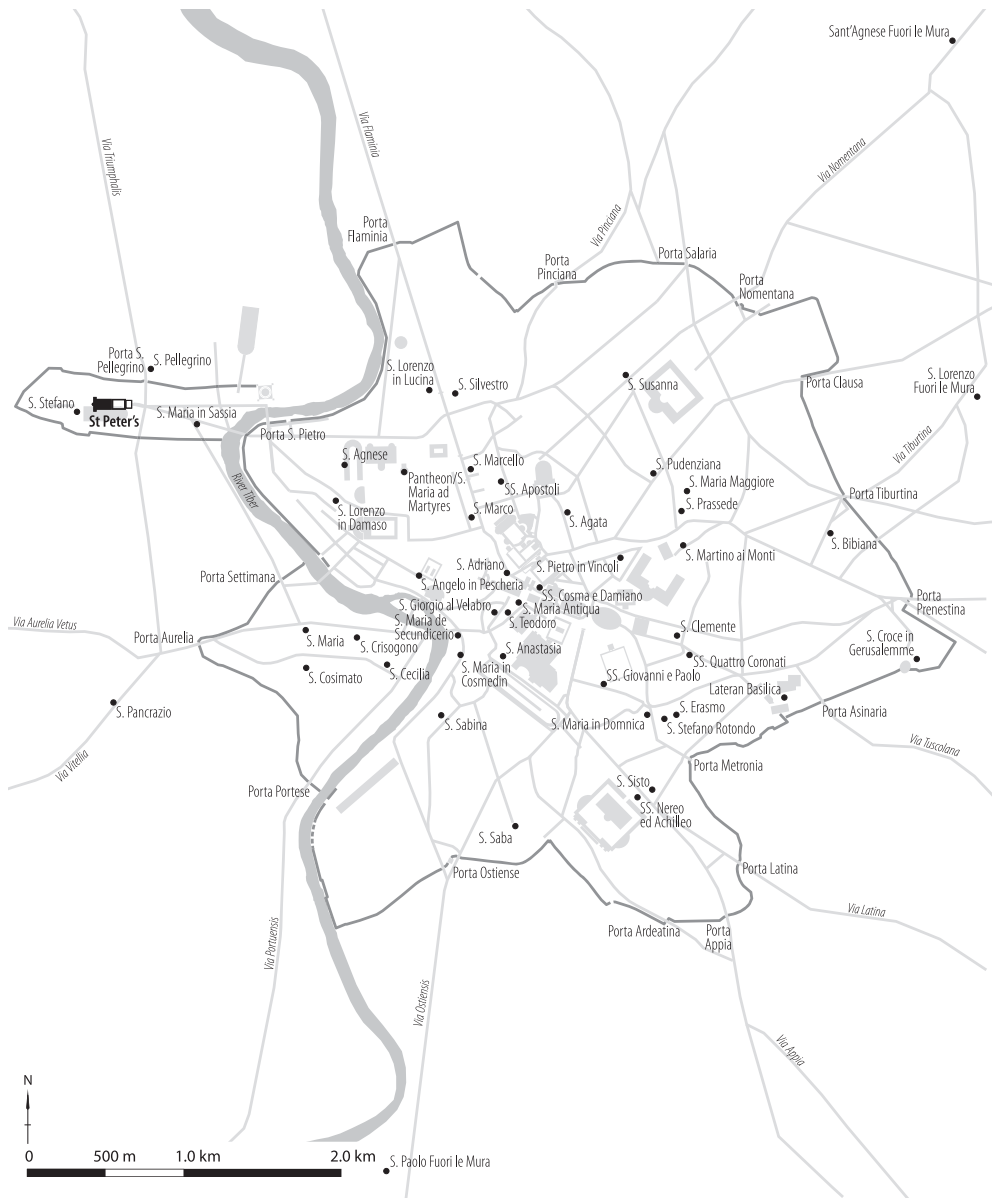 Sant'Agnese Fuori le Mura
Via Triumphalis
Via Flaminia
Via Nomentana
Via Pinciana
Porta
Flaminia
Porta Salaria
Porta
Pinciana
Porta
Nomentana
Porta S.
Pellegrino
S. Pellegrino
S. Lorenzo
in Lucina
S. Silvestro
S. Susanna
Porta Clausa
S. Lorenzo
Fuori le Mura
S. Stefano
St Peter's
S. Maria in Sassia
Porta S. Pietro
Via Tiburtina
River Tiber
S. Agnese
Pantheon/S.
Maria ad
Martyres
S. Marcello
SS. Apostoli
S. Pudenziana
S. Maria Maggiore
S. Prassede
Porta Tiburtina
S. Lorenzo
in Damaso
S. Marco
S. Agata
S. Bibiana
S. Martino ai Monti
Porta Settimana
S. Adriano
S. Pietro in Vincoli
S. Angelo in Pescheria
SS. Cosma e Damiano
S. Giorgio al Velabro
S. Maria Antiqua
S. Teodoro
Porta
Prenestina
Via Aurelia Vetus
Porta Aurelia
S. Maria
S. Crisogono
S. Maria de
Secundicerio
S. Clemente
S. Croce in
Gerusalemme
S. Cosimato
S. Cecilia
S. Maria in
Cosmedin
S. Anastasia
SS. Quattro Coronati
SS. Giovanni e Paolo
Lateran Basilica
S. Pancrazio
S. Sabina
S. Maria in Domnica
S. Erasmo
S. Stefano Rotondo
Porta Asinaria
Via Tuscolana
Via Vitellia
Porta Portese
Porta Metronia
S. Sisto
SS. Nereo
ed Achilleo
S. Saba
Porta Ostiense
Porta Latina
Via Latina
Via Portuensis
Via Ostiensis
Porta Ardeatina
Porta
Appia
Via Appia
N
0 500 m 1.0 km 2.0 km
S. Paolo Fuori le Mura